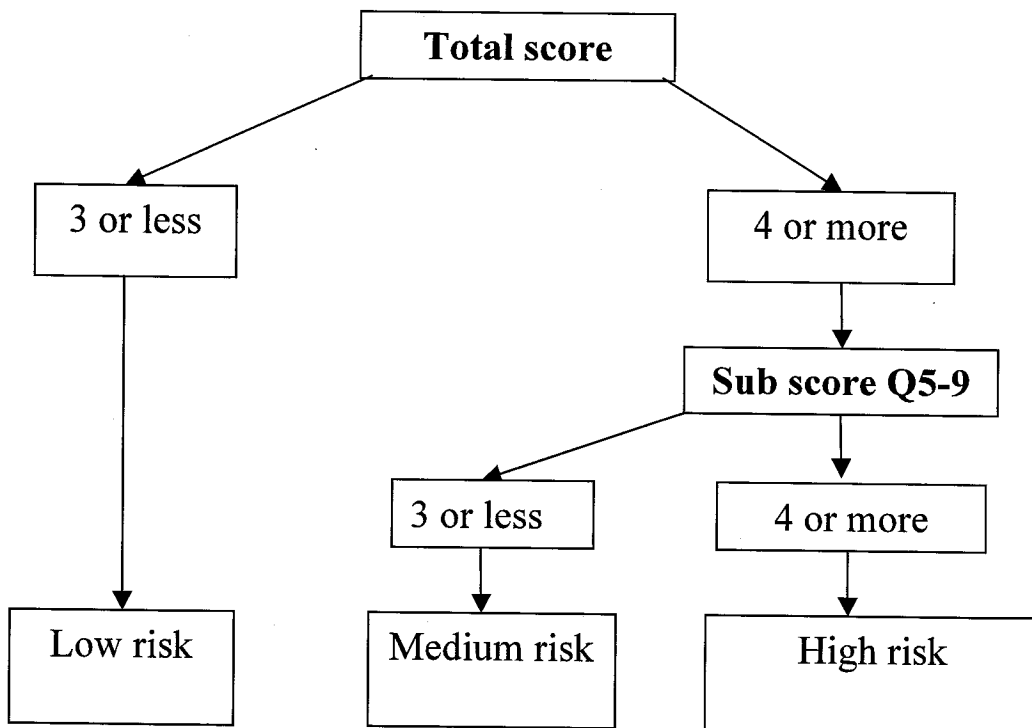 Total score
3 or less
4 or more
Sub score Q5-9
3 or less
4 or more
Low risk
Medium risk
High risk